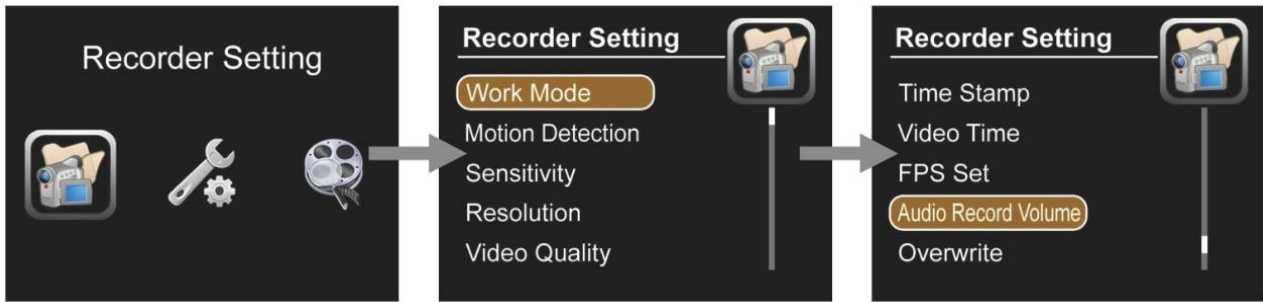 Recorder Setting
Recorder Setting
Work Mode
Motion Detection
Sensitivity
Resolution
Video Quality
Recorder Setting
Time Stamp
Video Time
FPS Set
Audio Record Volume
Overwrite